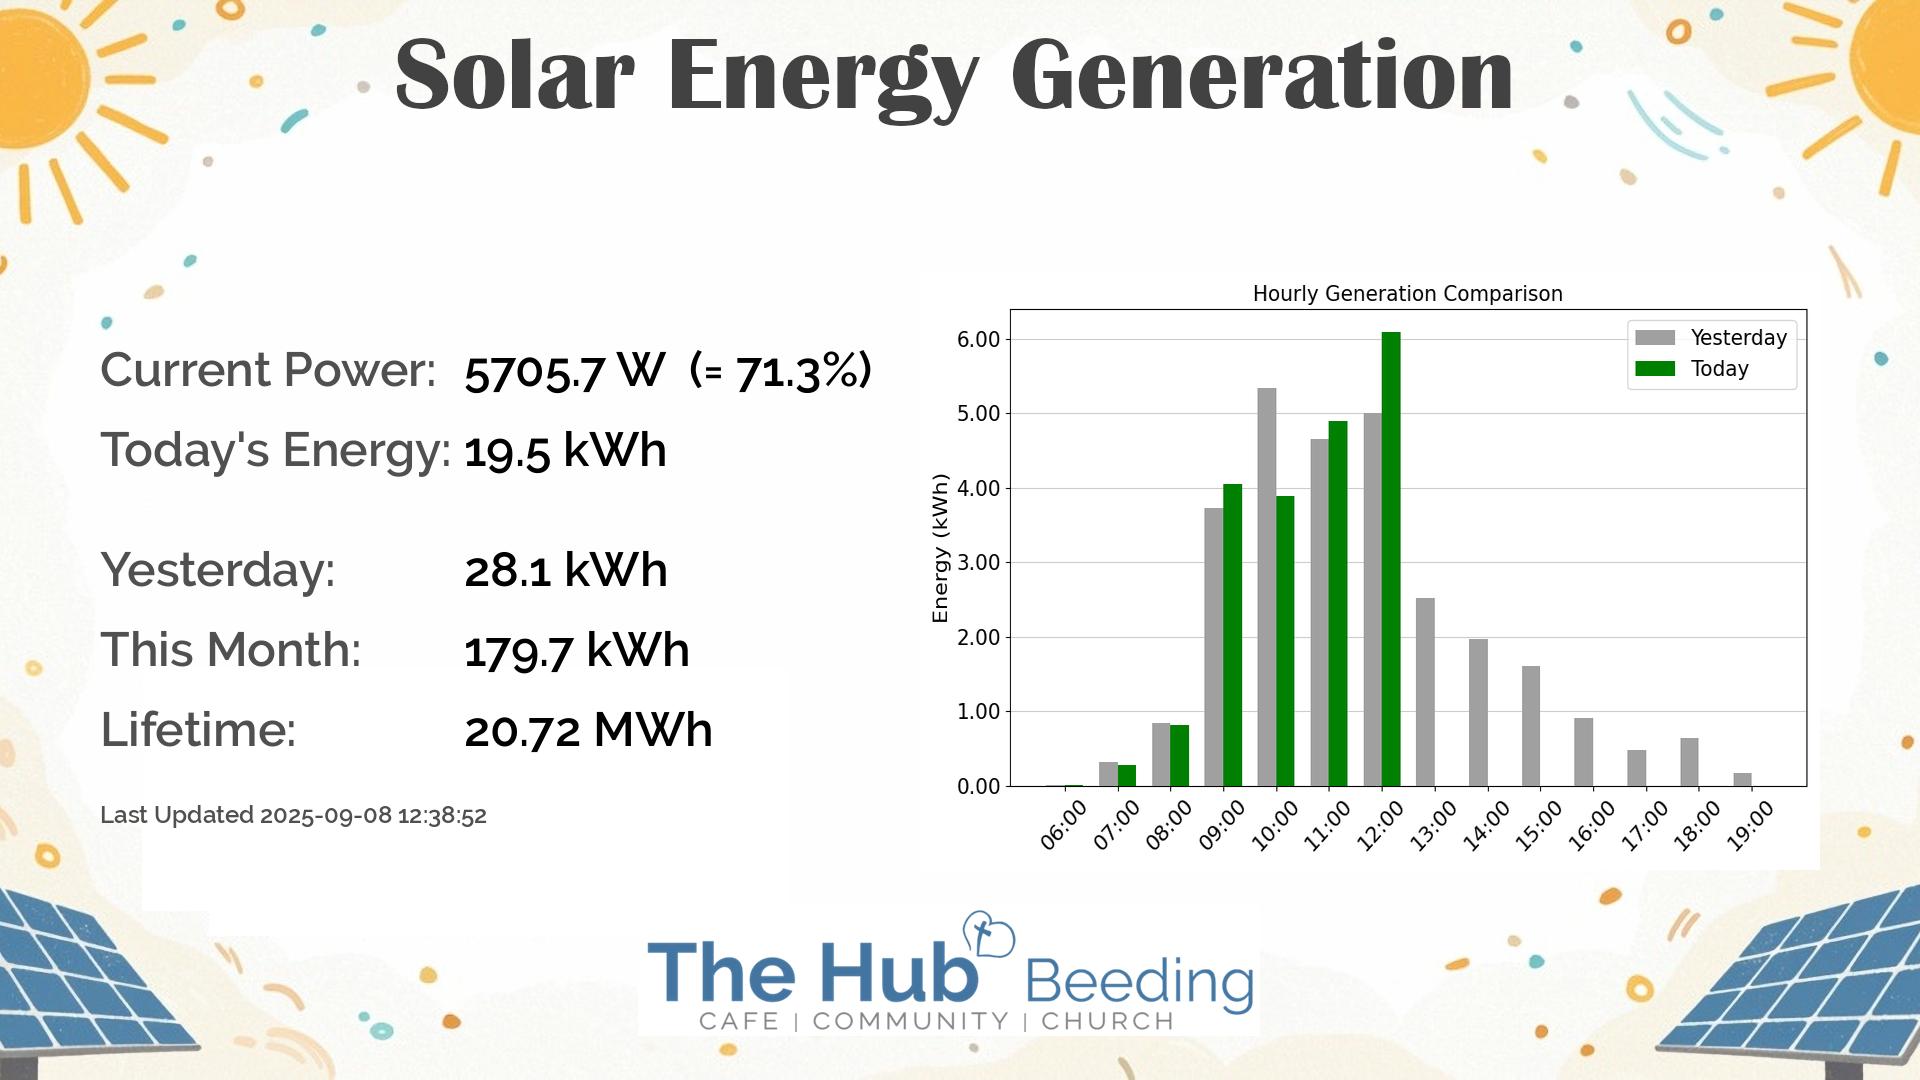 Solar Energy Generation
Current Power: 5705.7 W (= 71.3%)
Today's Energy: 19.5 kWh
Yesterday: 28.1 kWh
This Month: 179.7 kWh
Lifetime: 20.72 MWh
Last Updated 2025-09-08 12:38:52
Hourly Generation Comparison
Yesterday
Today
Energy (kWh)
6.00
5.00
4.00
3.00
2.00
1.00
0.00
06:00 07:00 08:00 09:00 10:00 11:00 12:00 13:00 14:00 15:00 16:00 17:00 18:00 19:00
The Hub Beeding
CAFE | COMMUNITY | CHURCH